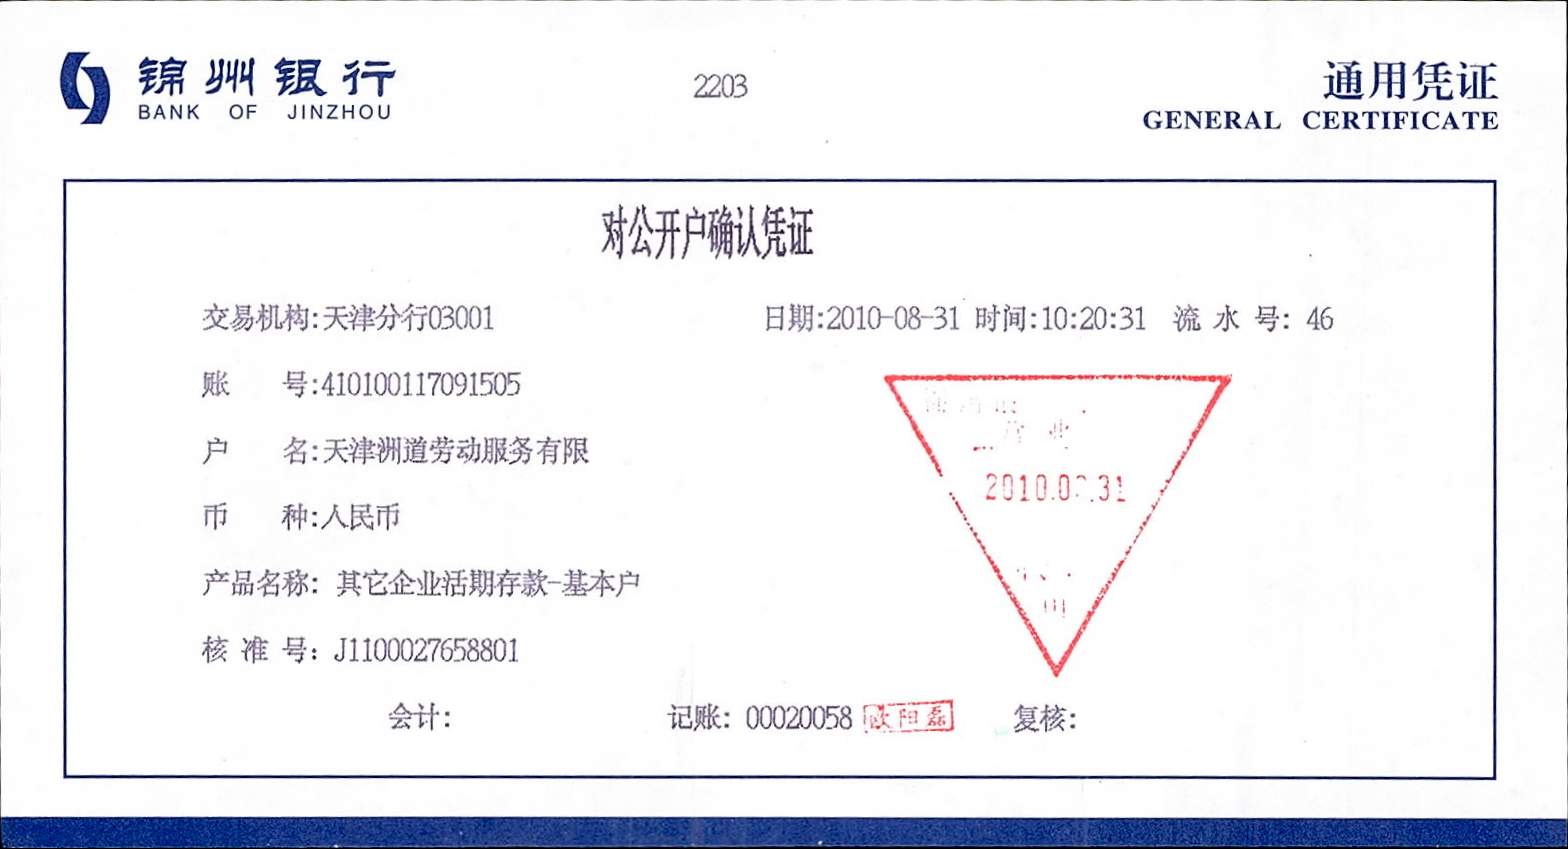 锦州银行
BANK OF JINZHOU
2203
通用凭证
GENERAL CERTIFICATE
对公开户确认凭证
交易机构:天津分行03001 日期:2010-08-31 时间:10:20:31 流 水 号: 46
账 号:410100117091505
户 名:天津洲道劳动服务有限
币 种:人民币
产品名称: 其它企业活期存款-基本户
核 准 号: J1100027658801
2010.0 .31
会计: 记账: 00020058 欧阳磊 复核: